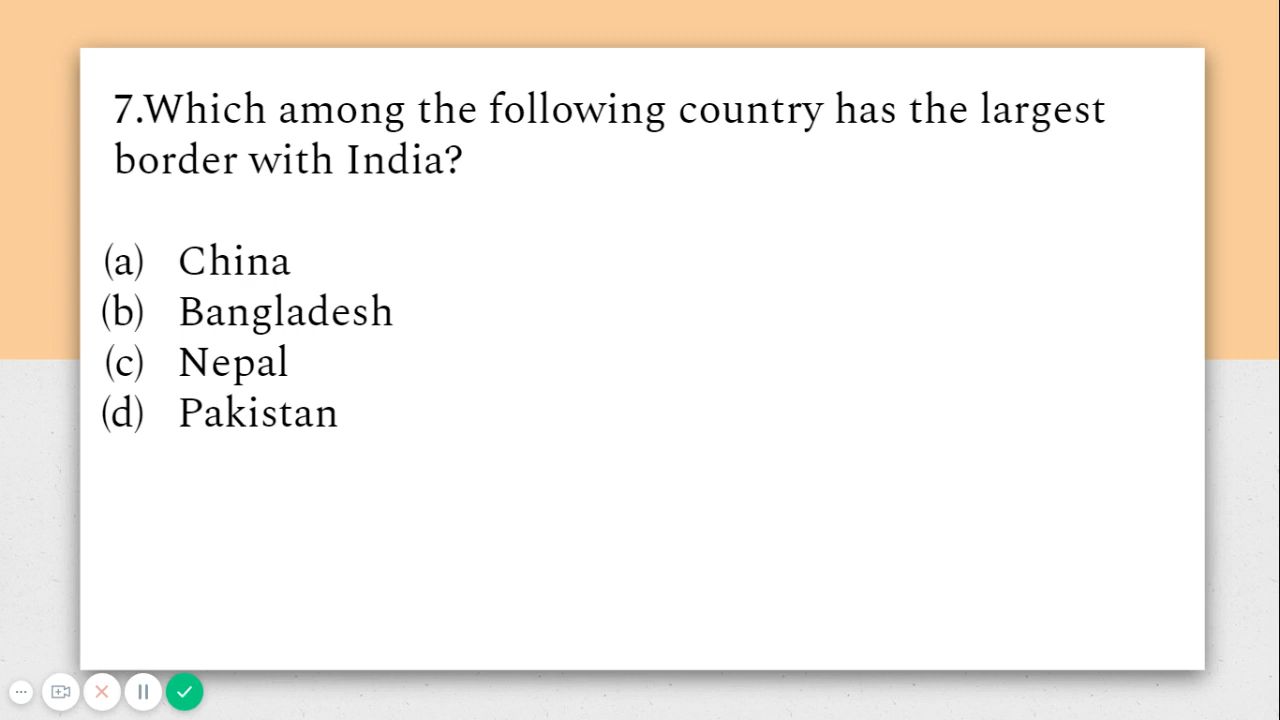 7.Which among the following country has the largest
border with India?
(a) China
(b) Bangladesh
(c) Nepal
(d) Pakistan